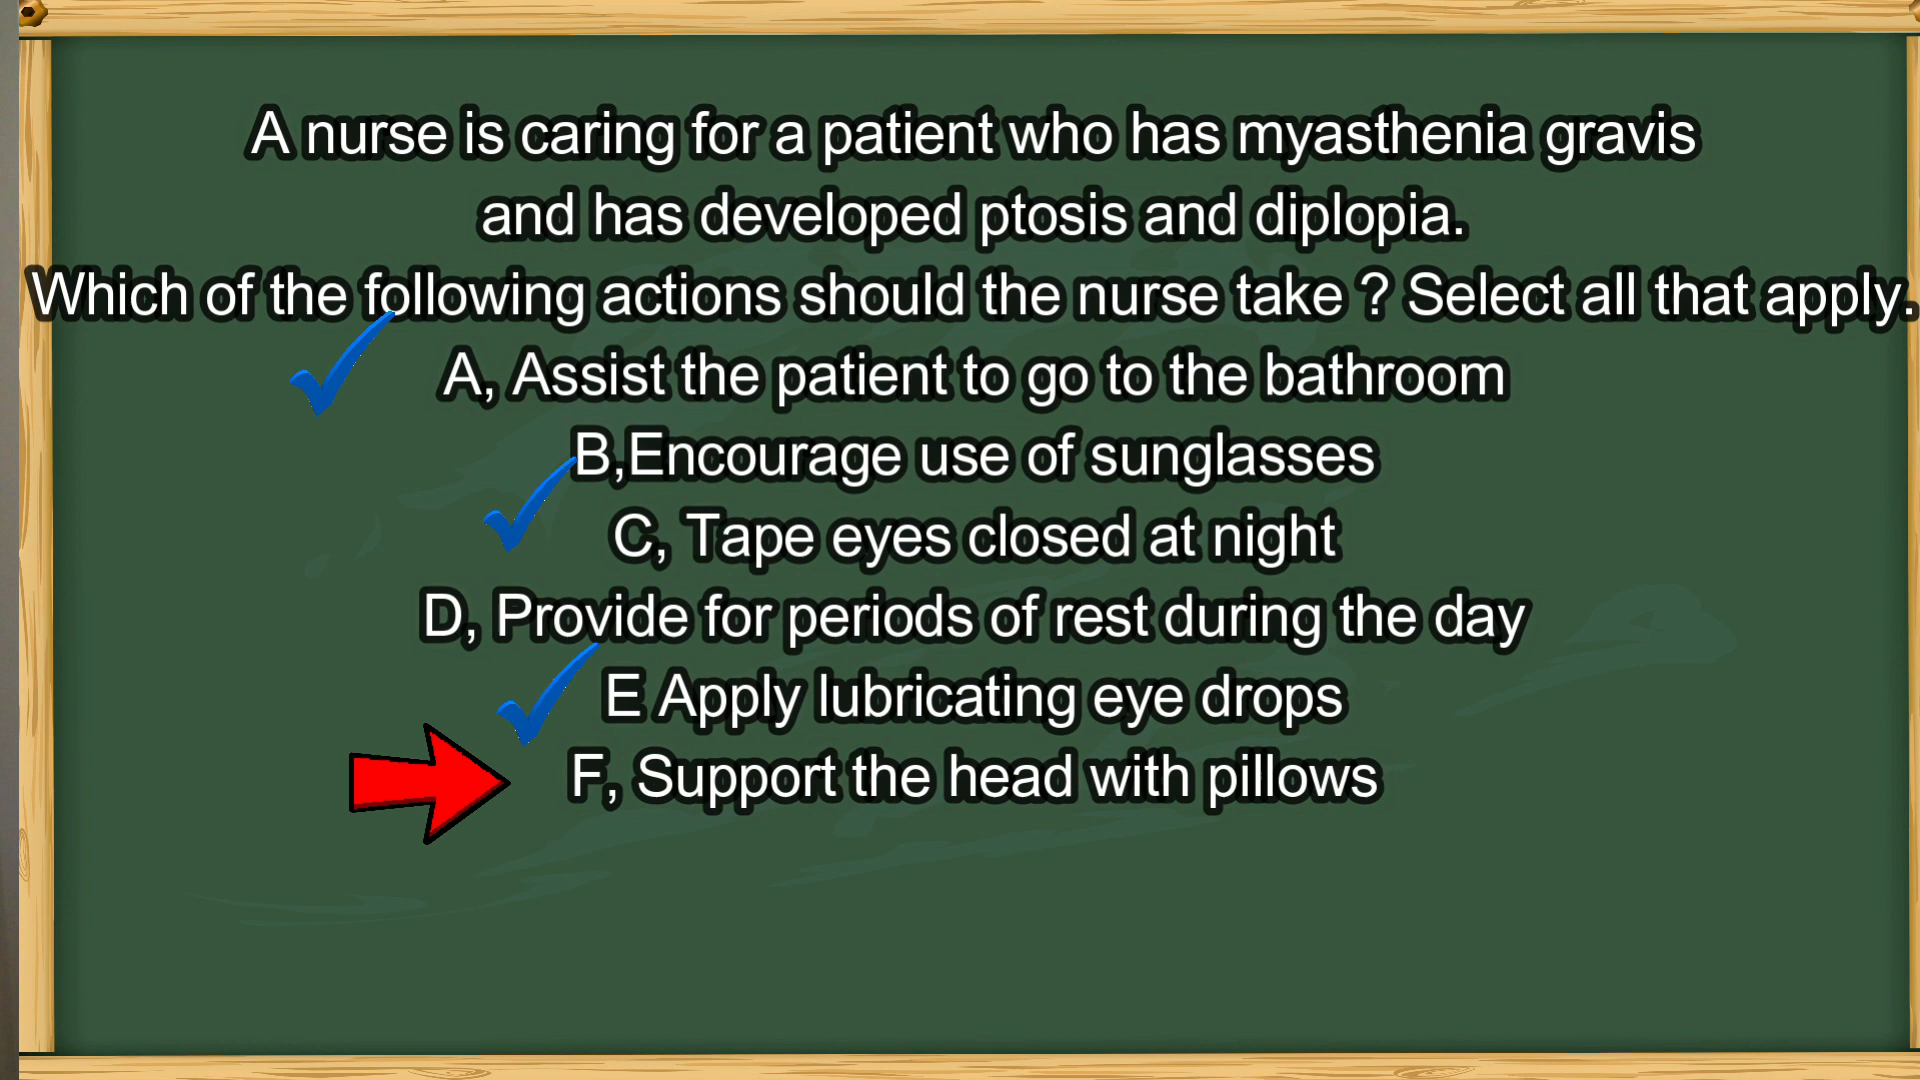 A nurse is caring for a patient who has myasthenia gravis
and has developed ptosis and diplopia.
Which of the following actions should the nurse take ? Select all that apply.
A, Assist the patient to go to the bathroom
B,Encourage use of sunglasses
C, Tape eyes closed at night
D, Provide for periods of rest during the day
E Apply lubricating eye drops
F, Support the head with pillows